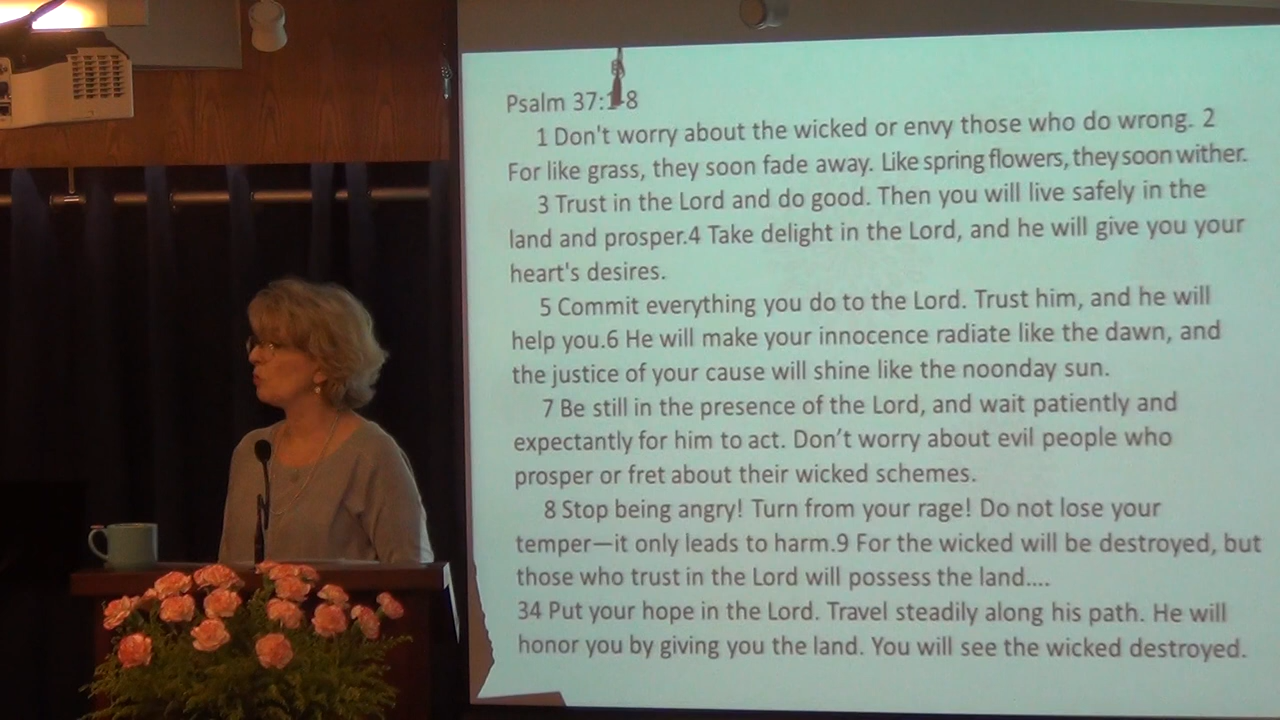 Psalm 37:1-8
1 Don't worry about the wicked or envy those who do wrong. 2
For like grass, they soon fade away. Like spring flowers, they soon wither.
3 Trust in the Lord and do good. Then you will live safely in the
land and prosper.4 Take delight in the Lord, and he will give you your
heart's desires.
5 Commit everything you do to the Lord. Trust him, and he will
help you.6 He will make your innocence radiate like the dawn, and
the justice of your cause will shine like the noonday sun.
7 Be still in the presence of the Lord, and wait patiently and
expectantly for him to act. Don’t worry about evil people who
prosper or fret about their wicked schemes.
8 Stop being angry! Turn from your rage! Do not lose your
temper—it only leads to harm.9 For the wicked will be destroyed, but
those who trust in the Lord will possess the land....
34 Put your hope in the Lord. Travel steadily along his path. He will
honor you by giving you the land. You will see the wicked destroyed.